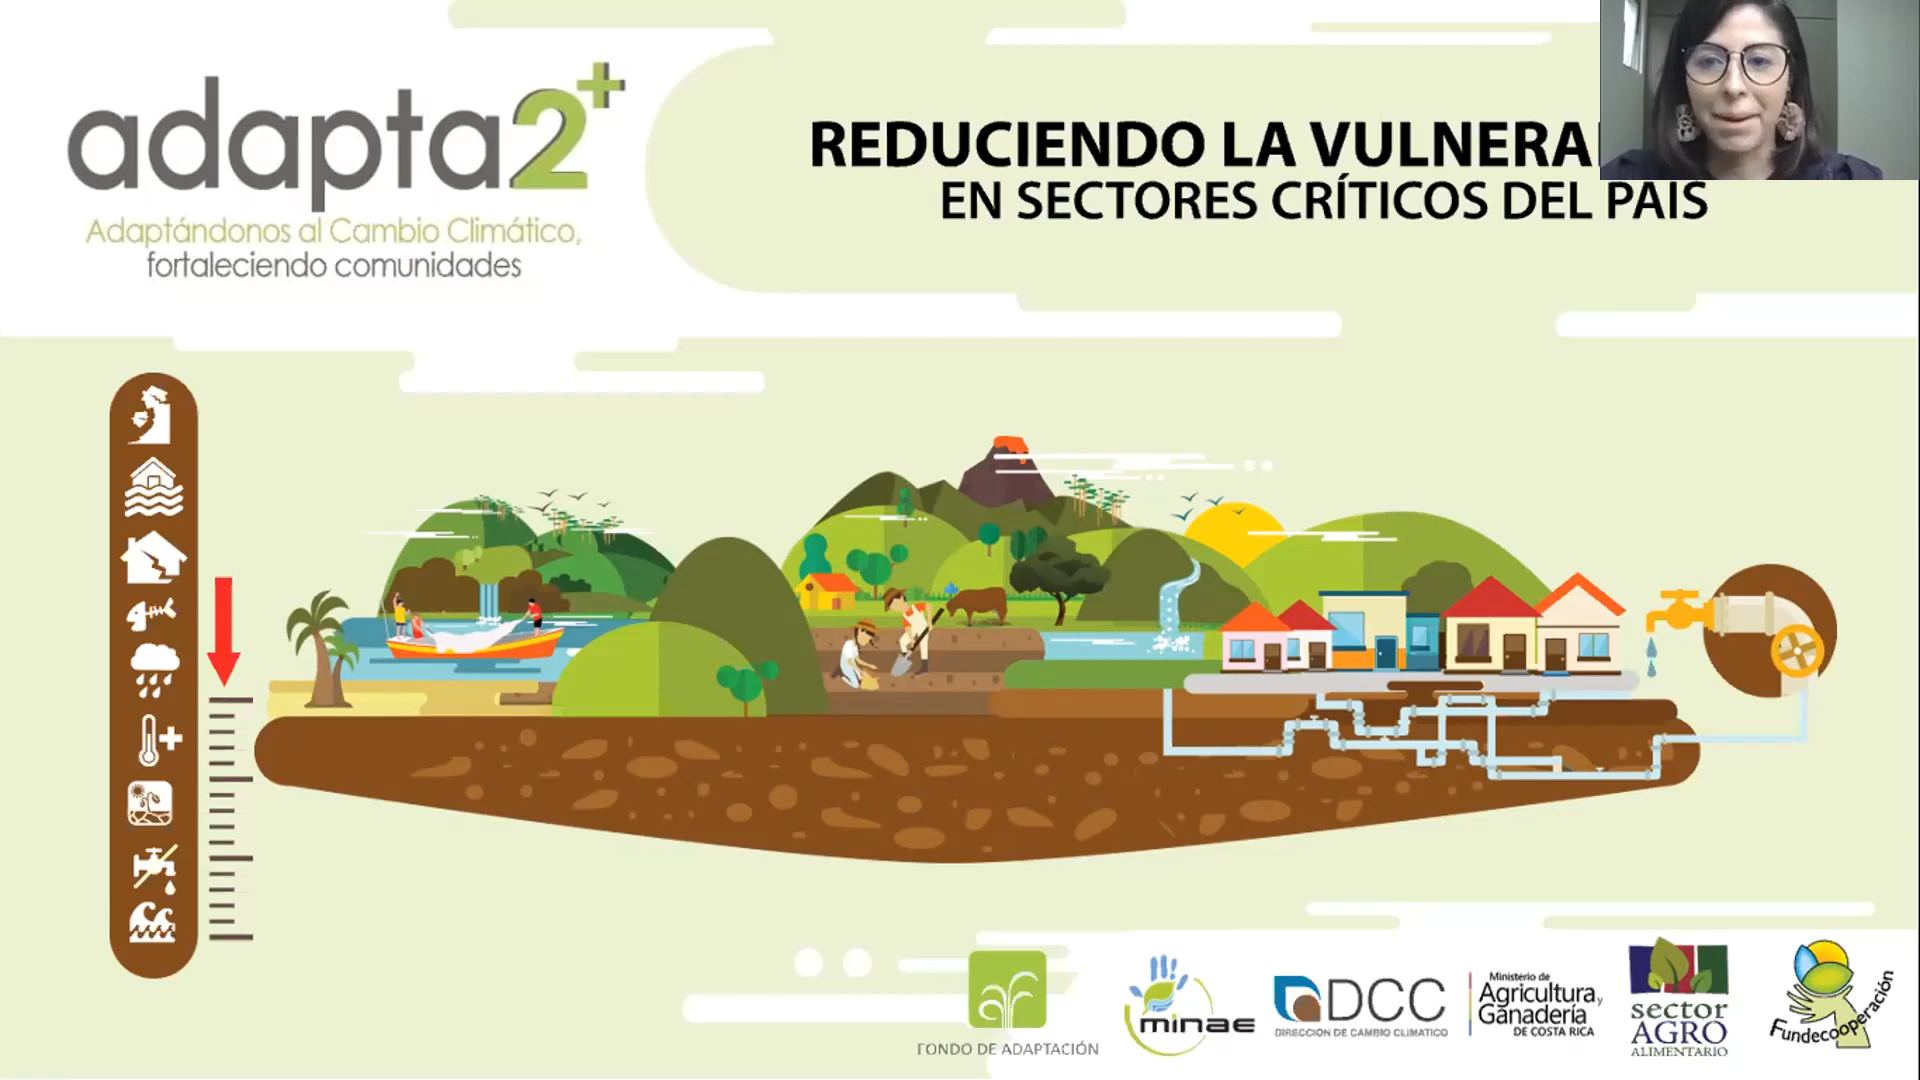 adapta2+
Adaptándonos al Cambio Climático,
fortaleciendo comunidades
REDUCIENDO LA VULNERA
EN SECTORES CRÍTICOS DEL PAIS
FONDO DE ADAPTACIÓN
minae
DCC
DIRECCIÓN DE CAMBIO CLIMATICO
Ministerio de
Agricultura y
Ganadería
DE COSTA RICA
sector
AGRO
ALIMENTARIO
Fundecooperación